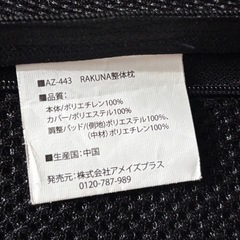 ■AZ-443 RAKUNA整体枕
■品質:
本体/ポリエチレン100%
カバー/ポリエステル100%
調整パッド/(側地)ポリエステル100%、
(中材)ポリエチレン100%
■生産国:中国
発売元:株式会社アメイズプラス
0120-787-989